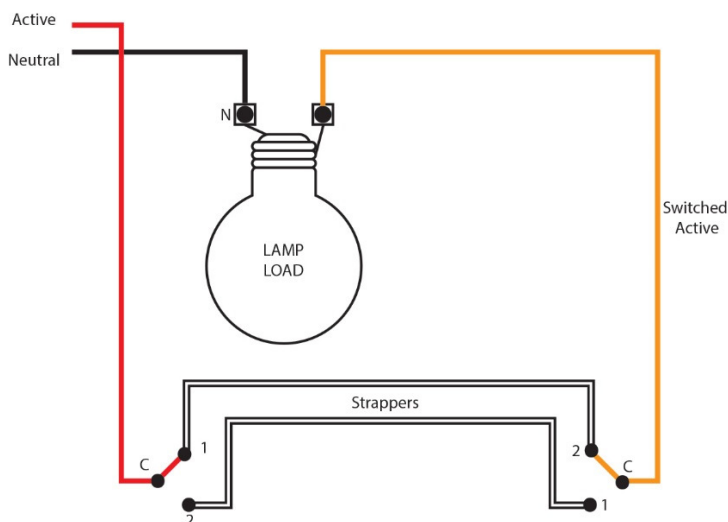 Active
Neutral
N
LAMP
LOAD
Switched
Active
Strappers
1
2
C
C
2
1